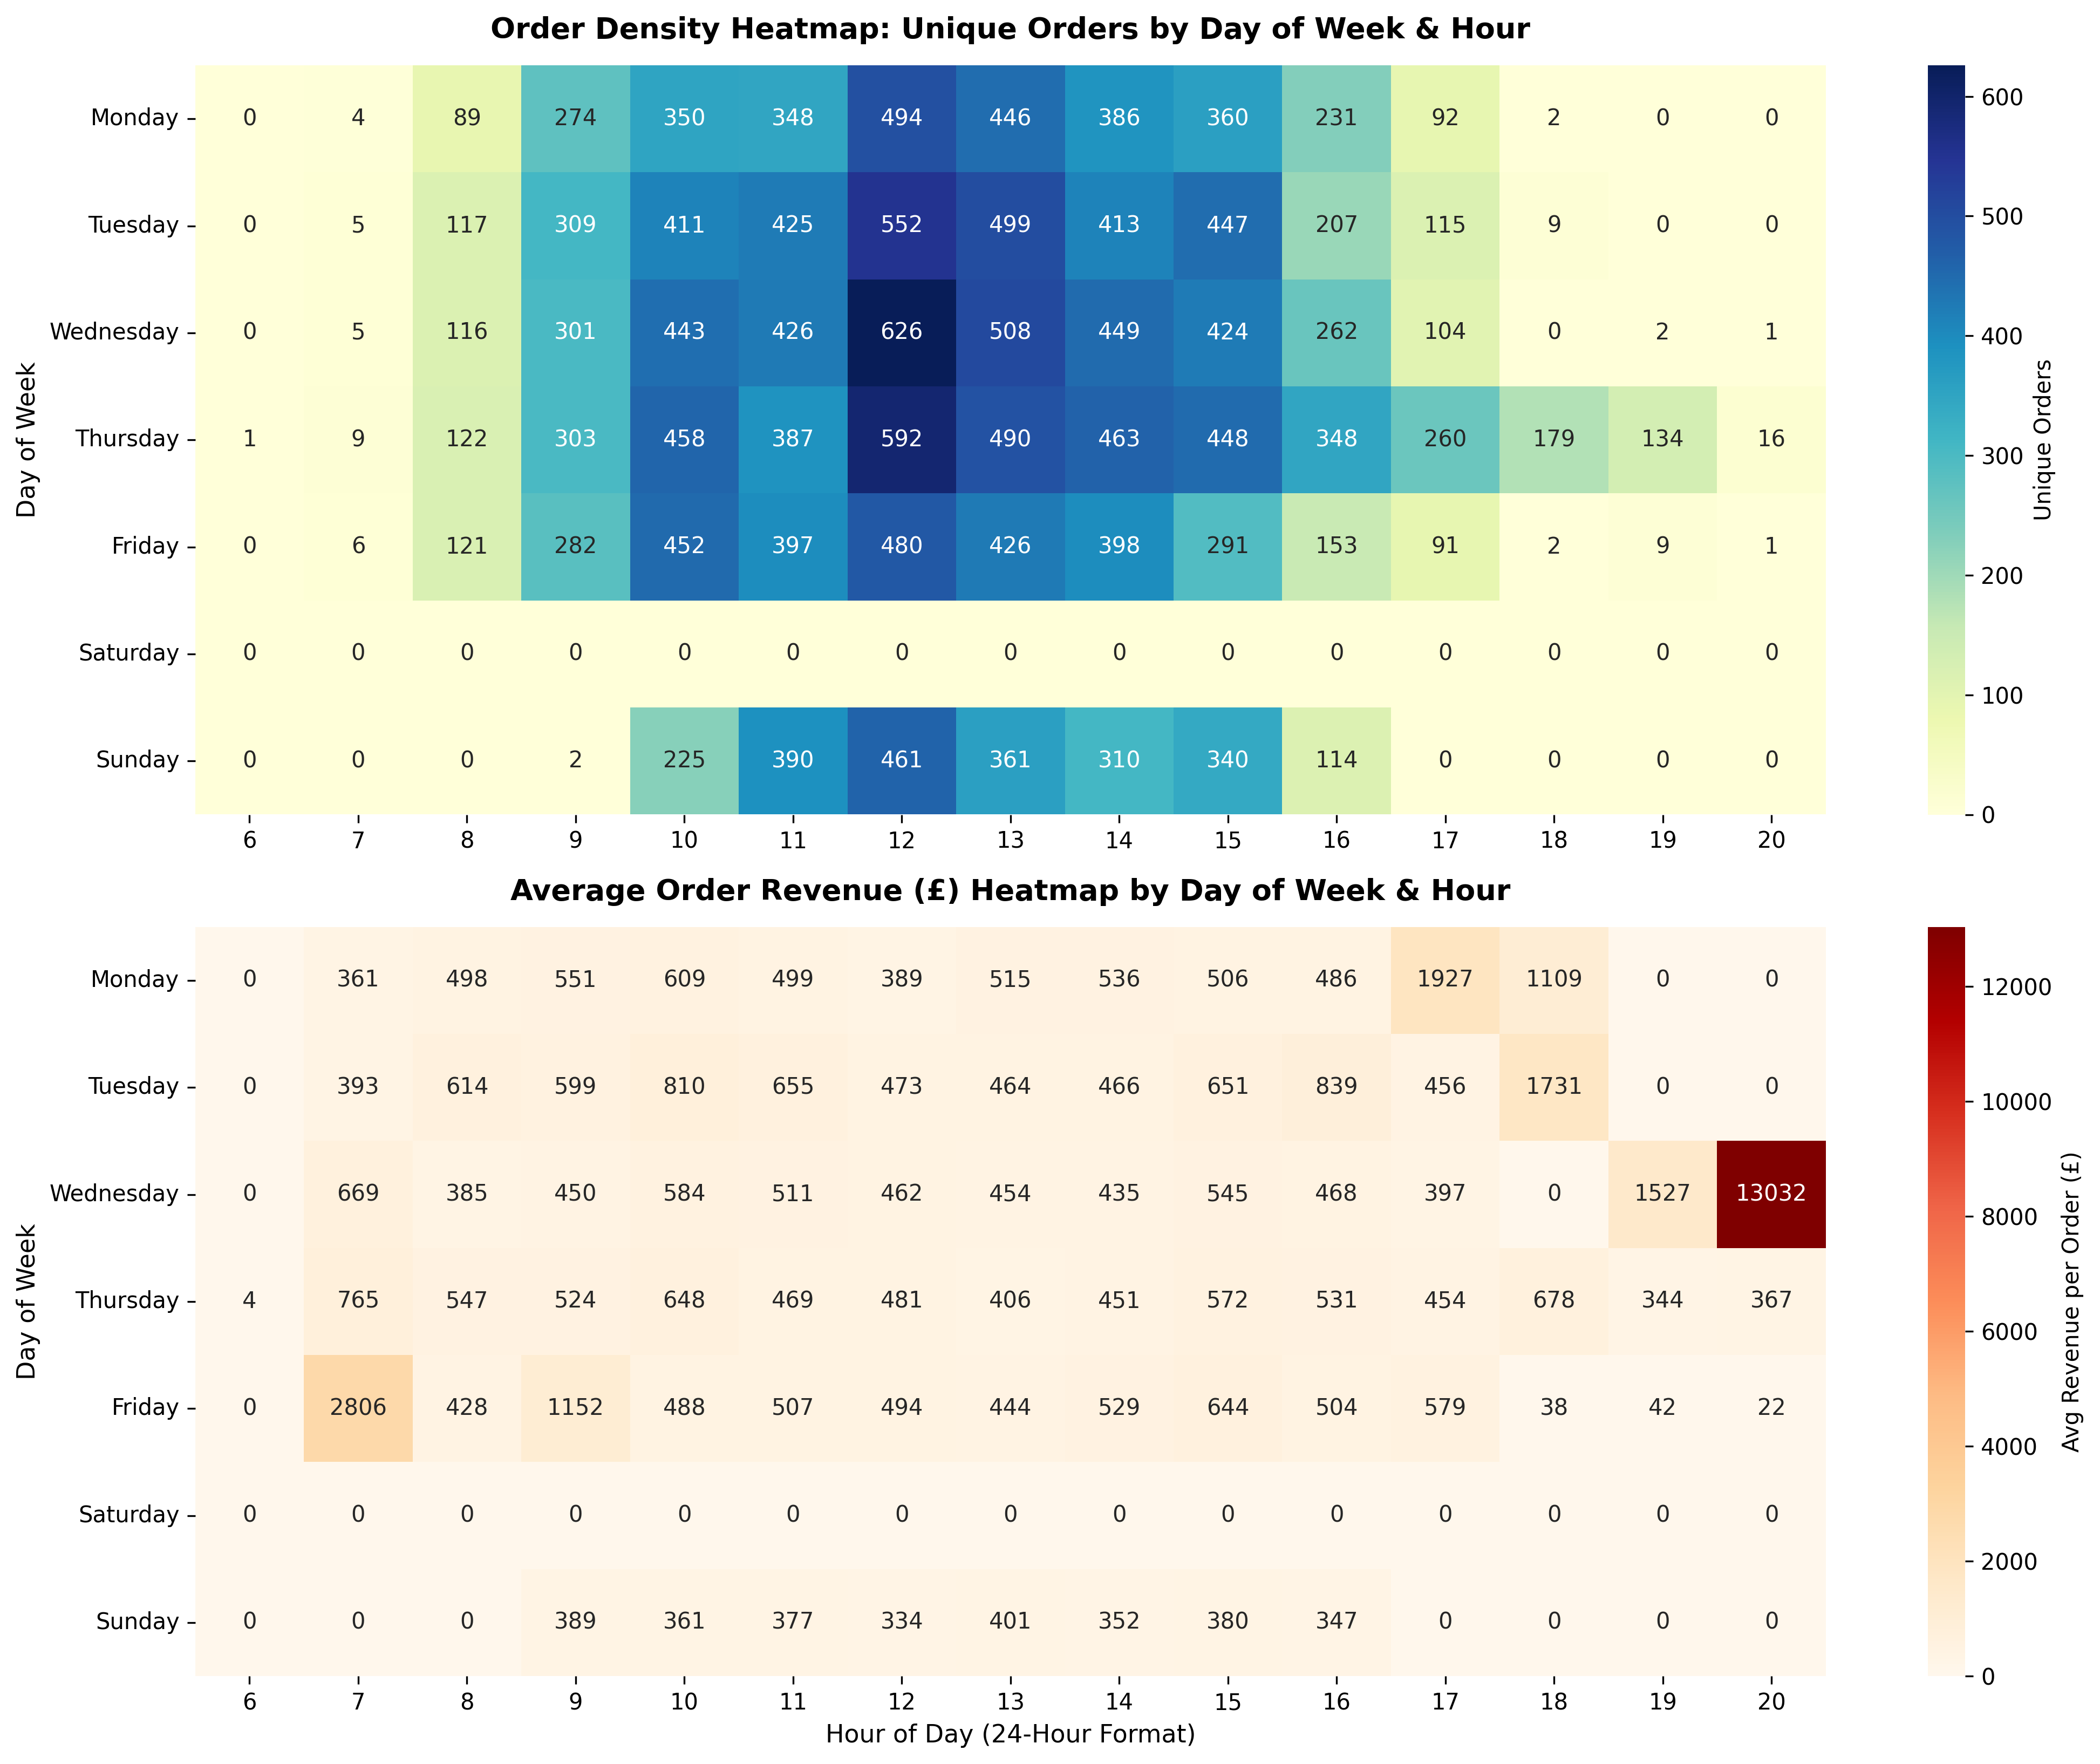 Order Density Heatmap: Unique Orders by Day of Week & Hour
Monday 0 4 89 274 350 348 494 446 386 360 231 92 2 0 0
Tuesday 0 5 117 309 411 425 552 499 413 447 207 115 9 0 0
Wednesday 0 5 116 301 443 426 626 508 449 424 262 104 0 2 1
Thursday 1 9 122 303 458 387 592 490 463 448 348 260 179 134 16
Friday 0 6 121 282 452 397 480 426 398 291 153 91 2 9 1
Saturday 0 0 0 0 0 0 0 0 0 0 0 0 0 0 0
Sunday 0 0 0 2 225 390 461 361 310 340 114 0 0 0 0
6 7 8 9 10 11 12 13 14 15 16 17 18 19 20
Day of Week
600
500
400
300
200
100
0
Unique Orders
Average Order Revenue (£) Heatmap by Day of Week & Hour
Monday 0 361 498 551 609 499 389 515 536 506 486 1927 1109 0 0
Tuesday 0 393 614 599 810 655 473 464 466 651 839 456 1731 0 0
Wednesday 0 669 385 450 584 511 462 454 435 545 468 397 0 1527 13032
Thursday 4 765 547 524 648 469 481 406 451 572 531 454 678 344 367
Friday 0 2806 428 1152 488 507 494 444 529 644 504 579 38 42 22
Saturday 0 0 0 0 0 0 0 0 0 0 0 0 0 0 0
Sunday 0 0 0 389 361 377 334 401 352 380 347 0 0 0 0
6 7 8 9 10 11 12 13 14 15 16 17 18 19 20
Hour of Day (24-Hour Format)
Day of Week
12000
10000
8000
6000
4000
2000
0
Avg Revenue per Order (£)